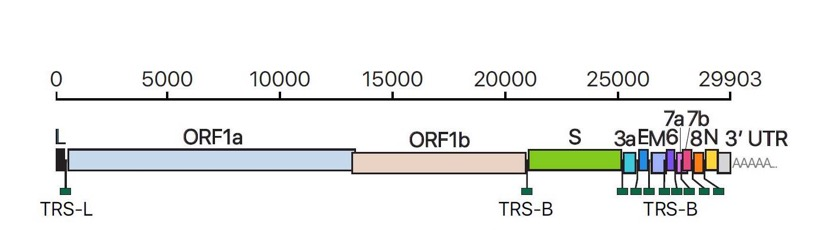 0 5000 10000 15000 20000 25000 29903
7a 7b
L ORF1a ORF1b S 3a E M 6 8 N 3′ UTR
AAAAA...
TRS-L TRS-B TRS-B